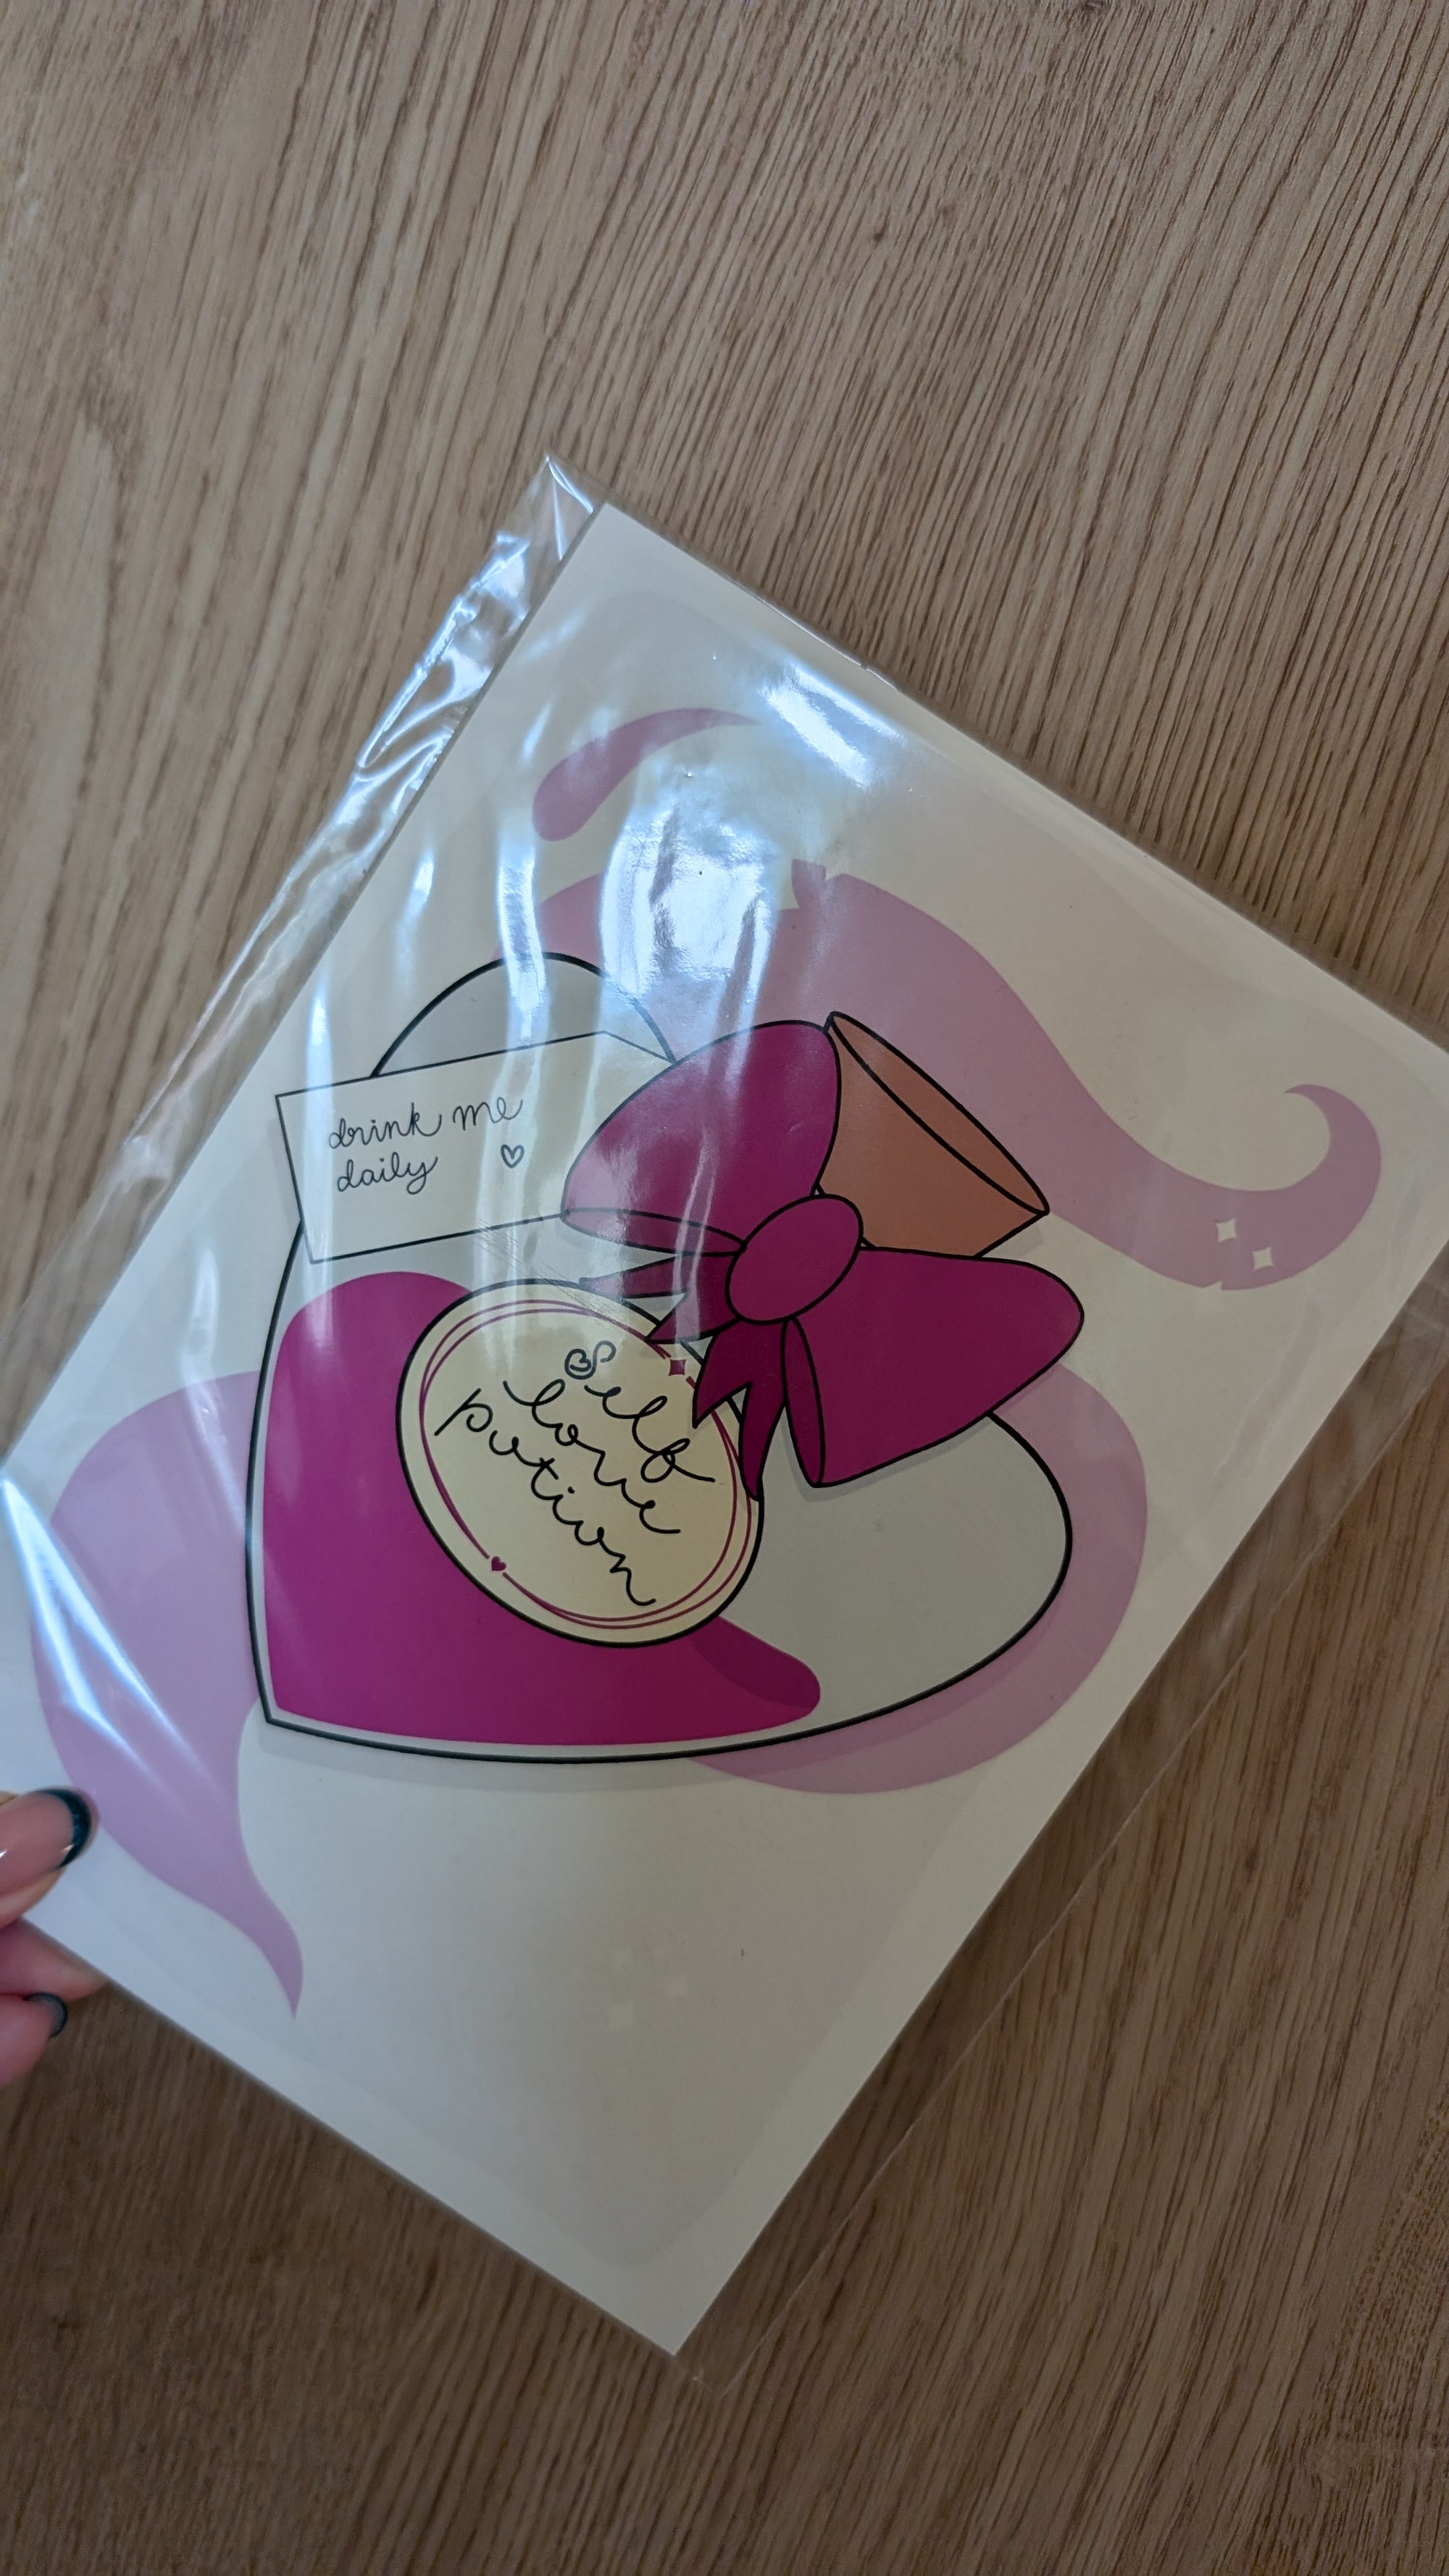 drink me
daily
Self
love
potion